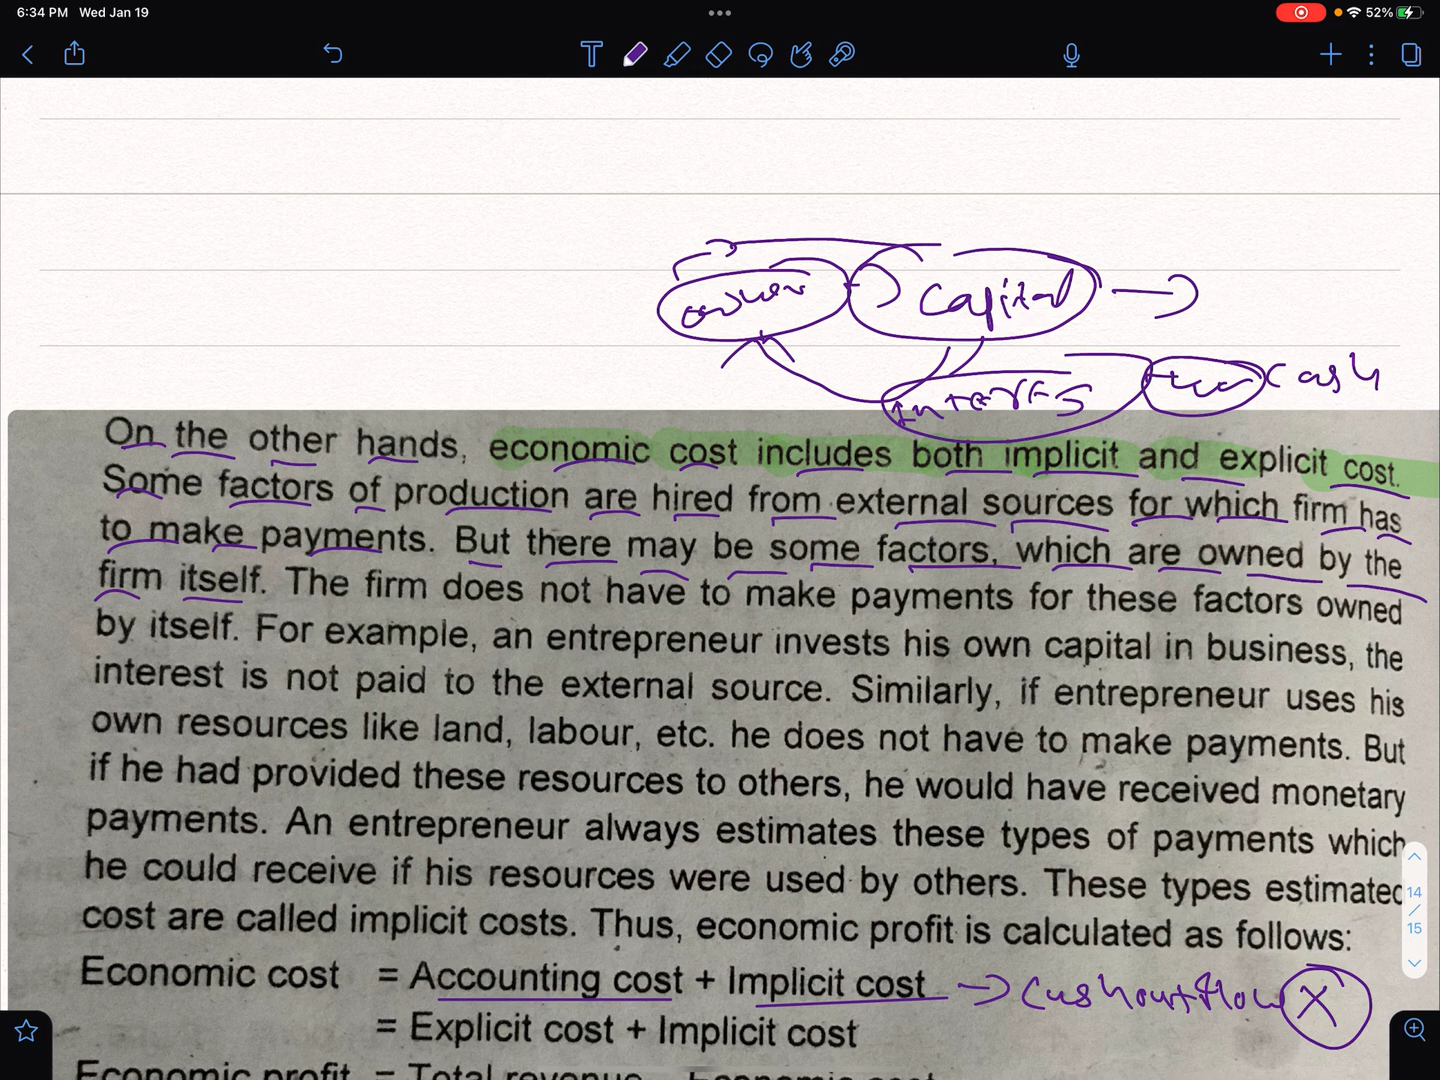 6:34 PM Wed Jan 19
52%
owner
Capital
interes
cash
On the other hands, economic cost includes both implicit and explicit cost.
Some factors of production are hired from external sources for which firm has
to make payments. But there may be some factors, which are owned by the
firm itself. The firm does not have to make payments for these factors owned
by itself. For example, an entrepreneur invests his own capital in business, the
interest is not paid to the external source. Similarly, if entrepreneur uses his
own resources like land, labour, etc. he does not have to make payments. But
if he had provided these resources to others, he would have received monetary
payments. An entrepreneur always estimates these types of payments which
he could receive if his resources were used by others. These types estimated
cost are called implicit costs. Thus, economic profit is calculated as follows:
Economic cost = Accounting cost + Implicit cost → Cashoutflow X
= Explicit cost + Implicit cost
Economic profit = Total revenue - Economic cost
14
/
15